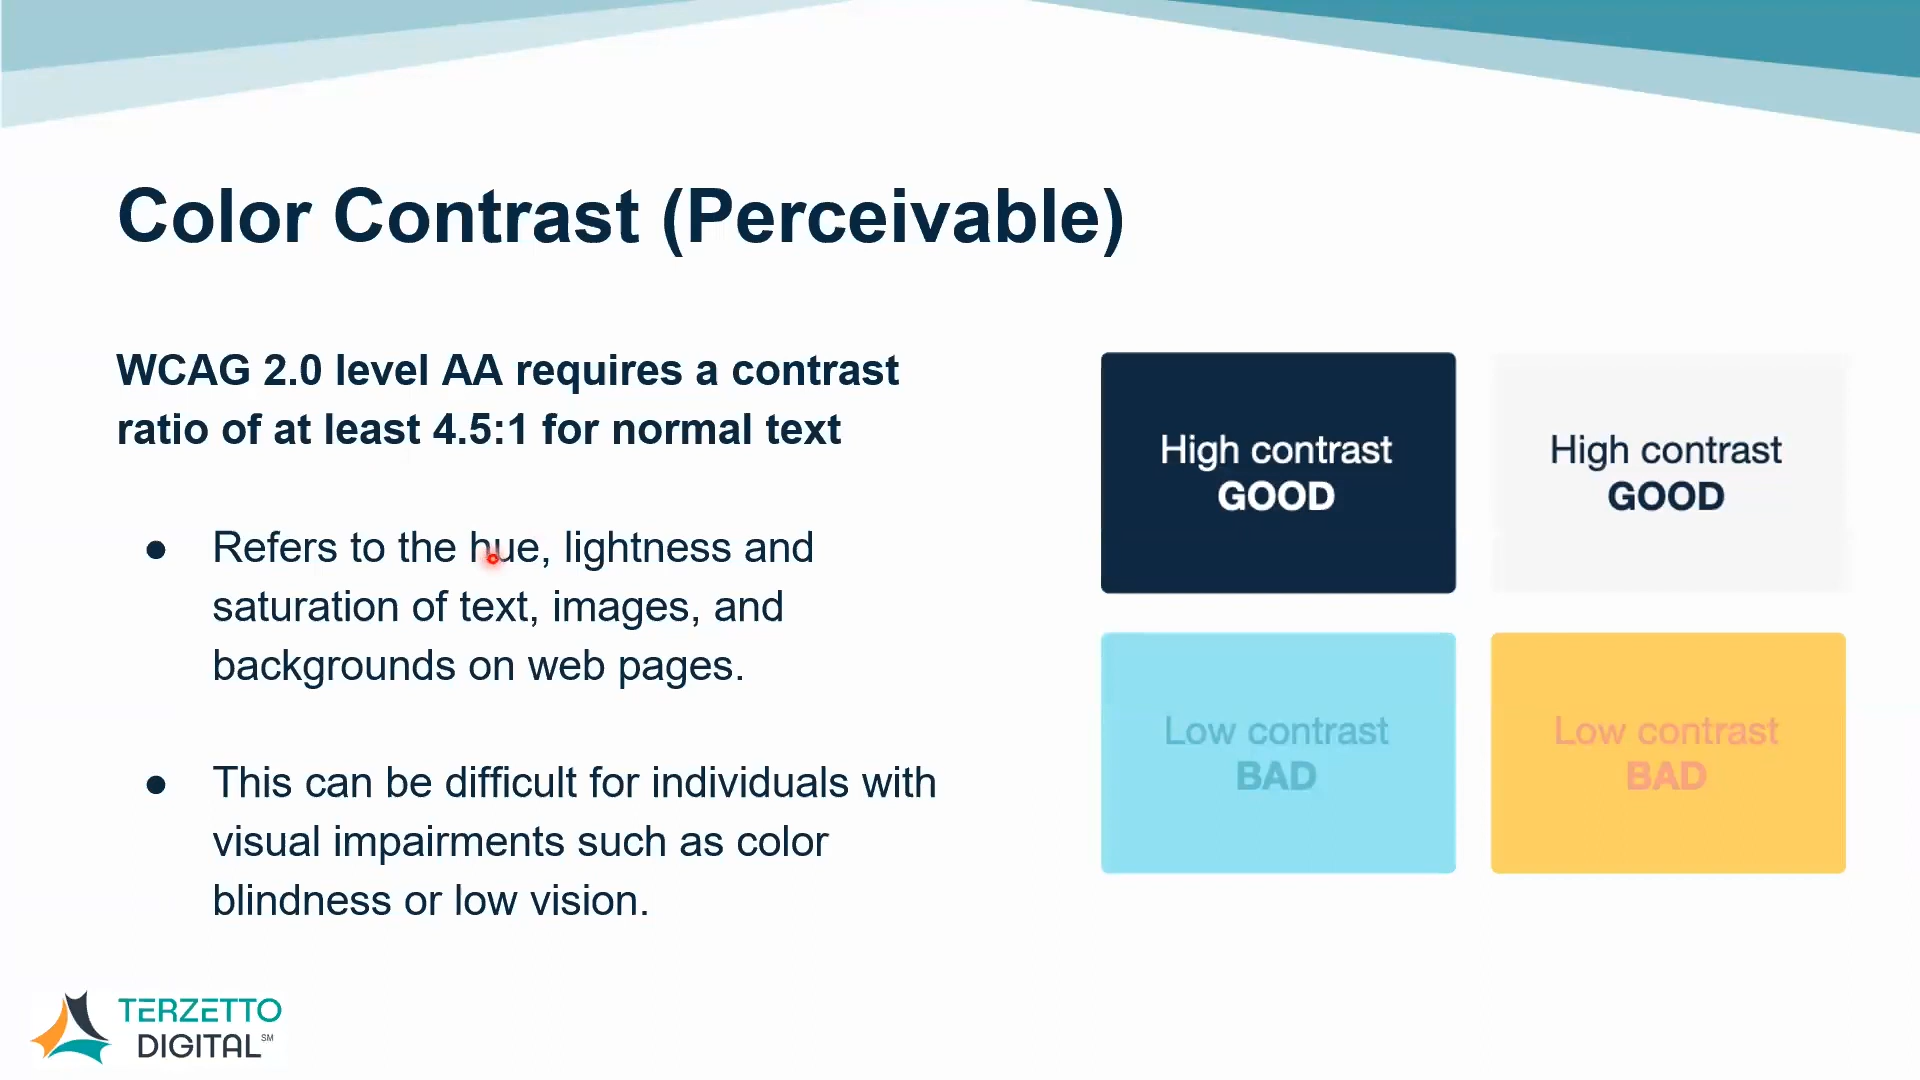 Color Contrast (Perceivable)
WCAG 2.0 level AA requires a contrast
ratio of at least 4.5:1 for normal text
● Refers to the hue, lightness and
saturation of text, images, and
backgrounds on web pages.
● This can be difficult for individuals with
visual impairments such as color
blindness or low vision.
High contrast
GOOD
High contrast
GOOD
Low contrast
BAD
Low contrast
BAD
TERZETTO
DIGITAL℠